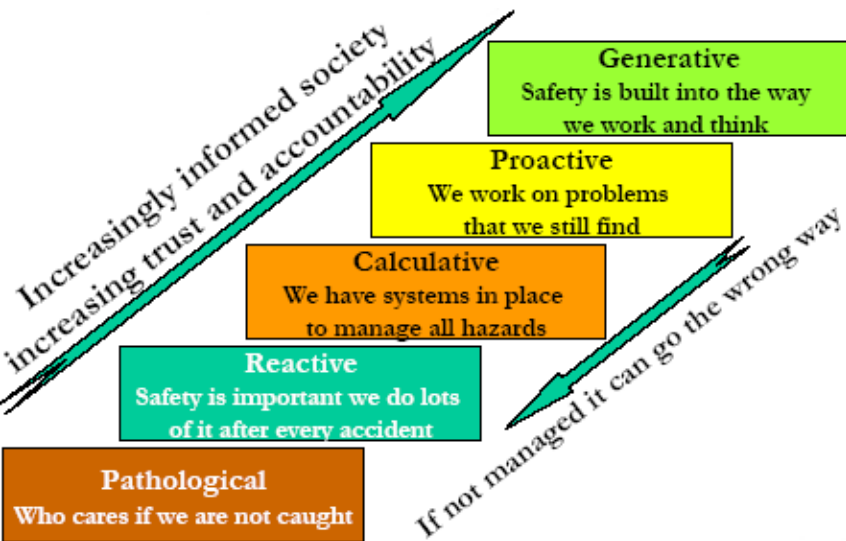 Increasingly informed society
increasing trust and accountability
Generative
Safety is built into the way
we work and think
Proactive
We work on problems
that we still find
Calculative
We have systems in place
to manage all hazards
Reactive
Safety is important we do lots
of it after every accident
Pathological
Who cares if we are not caught
If not managed it can go the wrong way